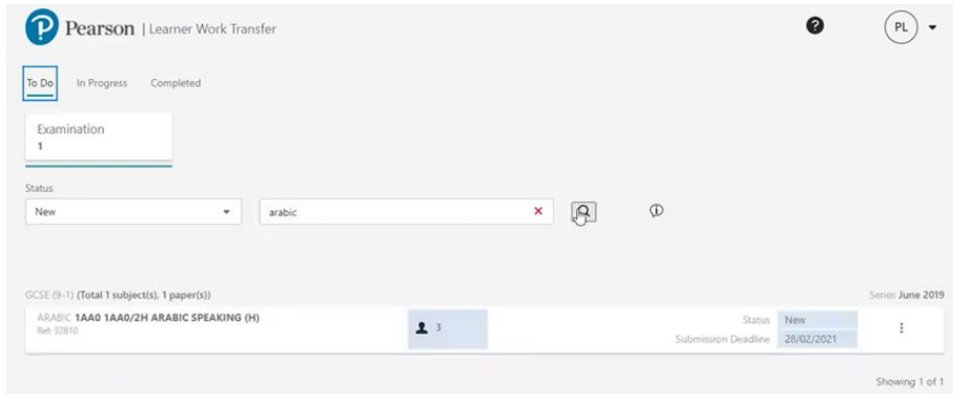 Pearson | Learner Work Transfer
? PL
To Do In Progress Completed
Examination
1
Status
New arabic
GCSE (9-1) (Total 1 subject(s), 1 paper(s)) Series June 2019
ARABIC 1AA0 1AA0/2H ARABIC SPEAKING (H) 3 Status New
Ref: 32810 Submission Deadline 28/02/2021
Showing 1 of 1